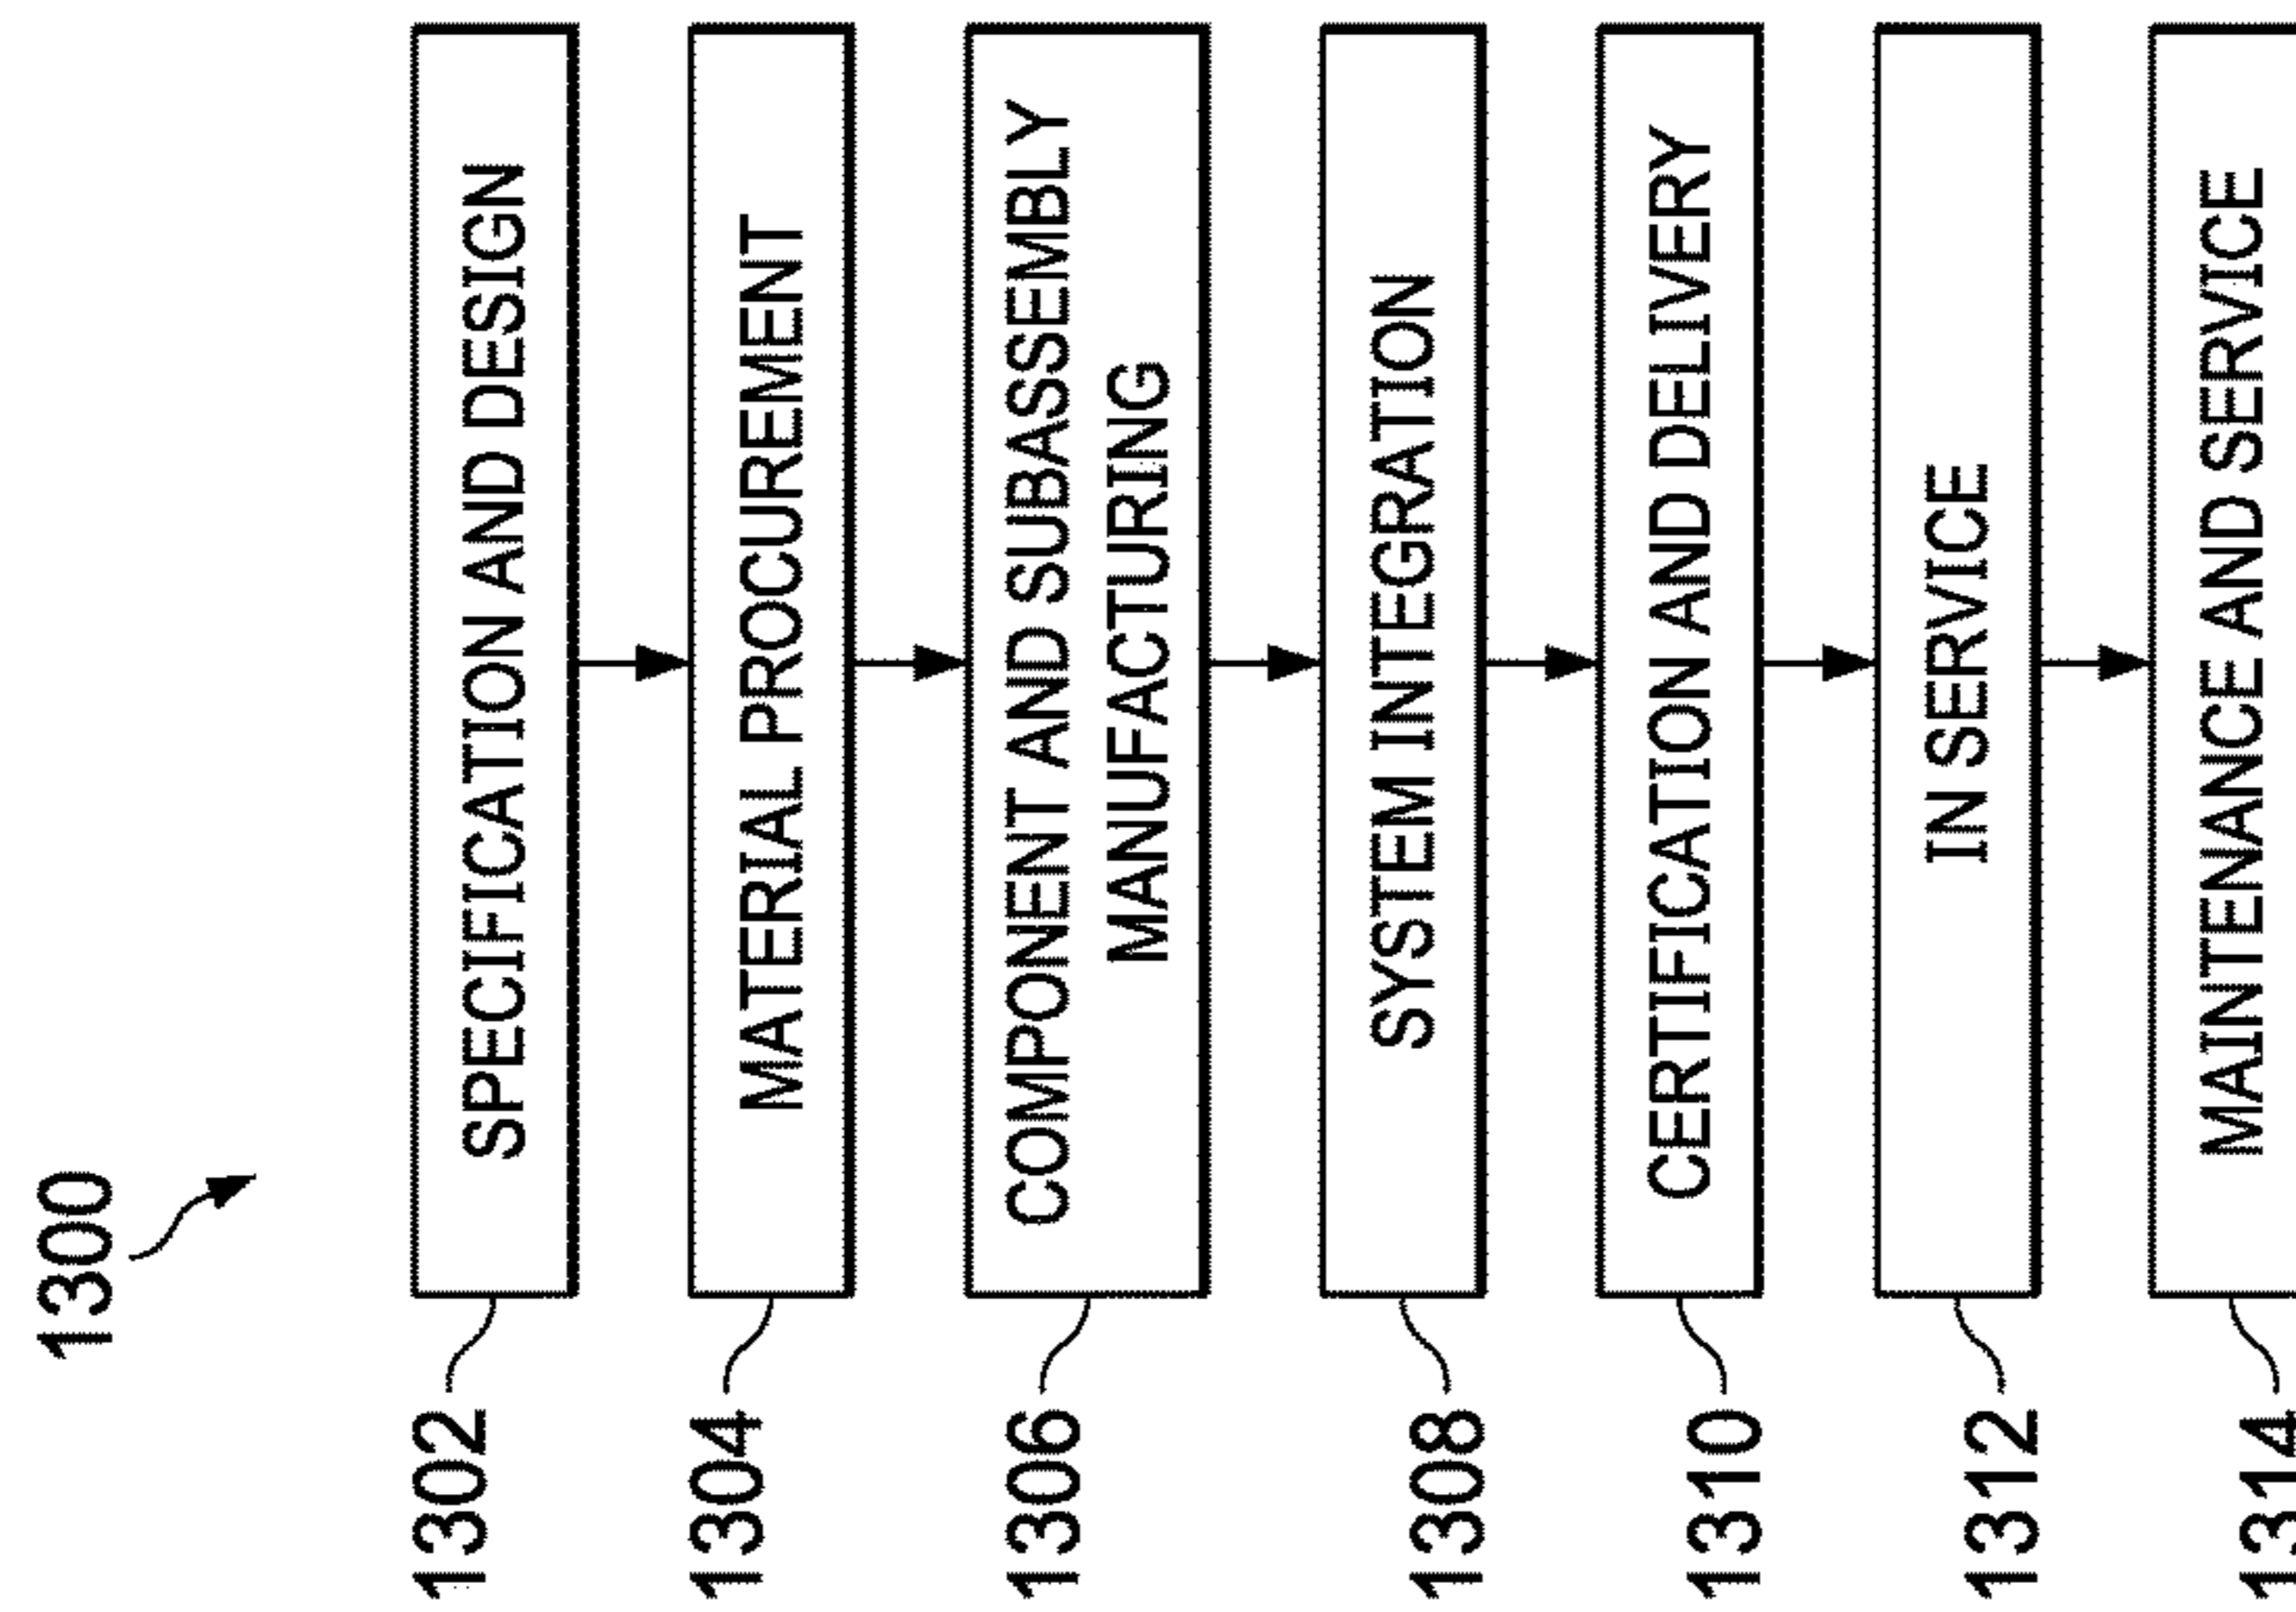 1300
1302
SPECIFICATION AND DESIGN
1304
MATERIAL PROCUREMENT
1306
COMPONENT AND SUBASSEMBLY
MANUFACTURING
1308
SYSTEM INTEGRATION
1310
CERTIFICATION AND DELIVERY
1312
IN SERVICE
1314
MAINTENANCE AND SERVICE